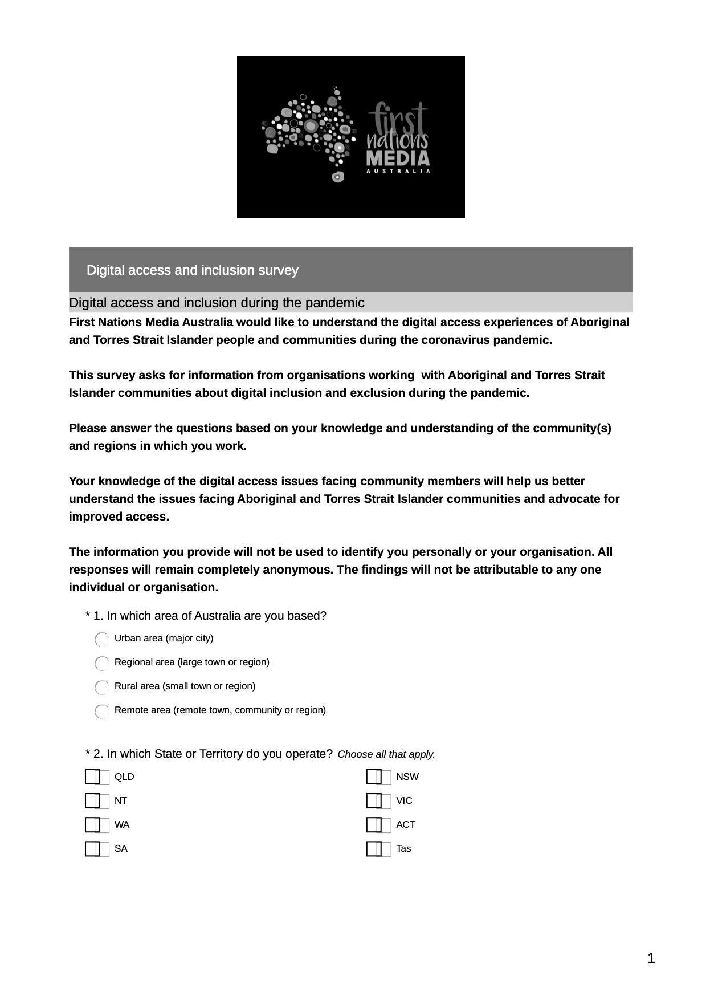 first
nations
MEDIA
AUSTRALIA
Digital access and inclusion survey
Digital access and inclusion during the pandemic
First Nations Media Australia would like to understand the digital access experiences of Aboriginal
and Torres Strait Islander people and communities during the coronavirus pandemic.
This survey asks for information from organisations working  with Aboriginal and Torres Strait
Islander communities about digital inclusion and exclusion during the pandemic.
Please answer the questions based on your knowledge and understanding of the community(s)
and regions in which you work.
Your knowledge of the digital access issues facing community members will help us better
understand the issues facing Aboriginal and Torres Strait Islander communities and advocate for
improved access.
The information you provide will not be used to identify you personally or your organisation. All
responses will remain completely anonymous. The findings will not be attributable to any one
individual or organisation.
* 1. In which area of Australia are you based?
Urban area (major city)
Regional area (large town or region)
Rural area (small town or region)
Remote area (remote town, community or region)
* 2. In which State or Territory do you operate? Choose all that apply.
QLD
NSW
NT
VIC
WA
ACT
SA
Tas
1